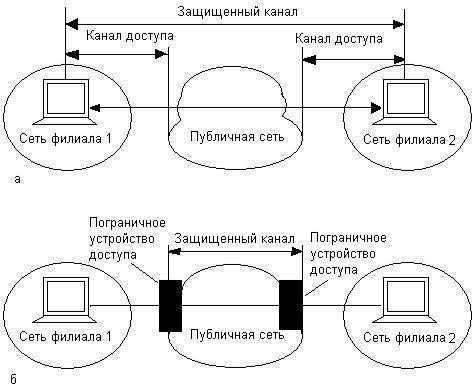 Защищенный канал
Канал доступа
Канал доступа
Сеть филиала 1
Публичная сеть
Сеть филиала 2
а
Пограничное
устройство
доступа
Защищенный канал
Пограничное
устройство
доступа
Сеть филиала 1
Публичная сеть
Сеть филиала 2
б